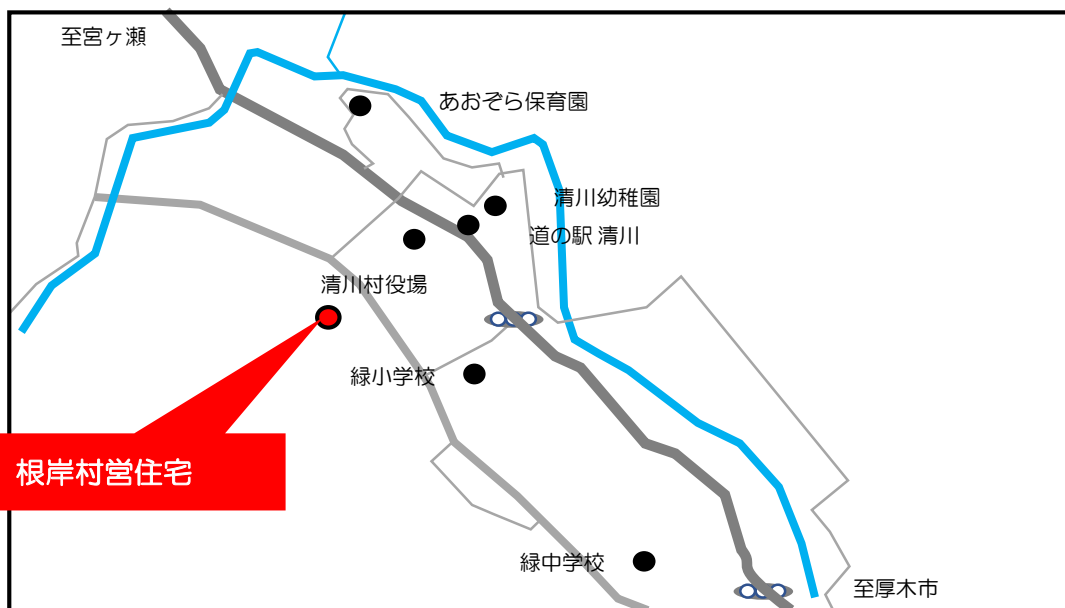 至宮ヶ瀬
あおぞら保育園
清川幼稚園
道の駅 清川
清川村役場
緑小学校
根岸村営住宅
緑中学校
至厚木市